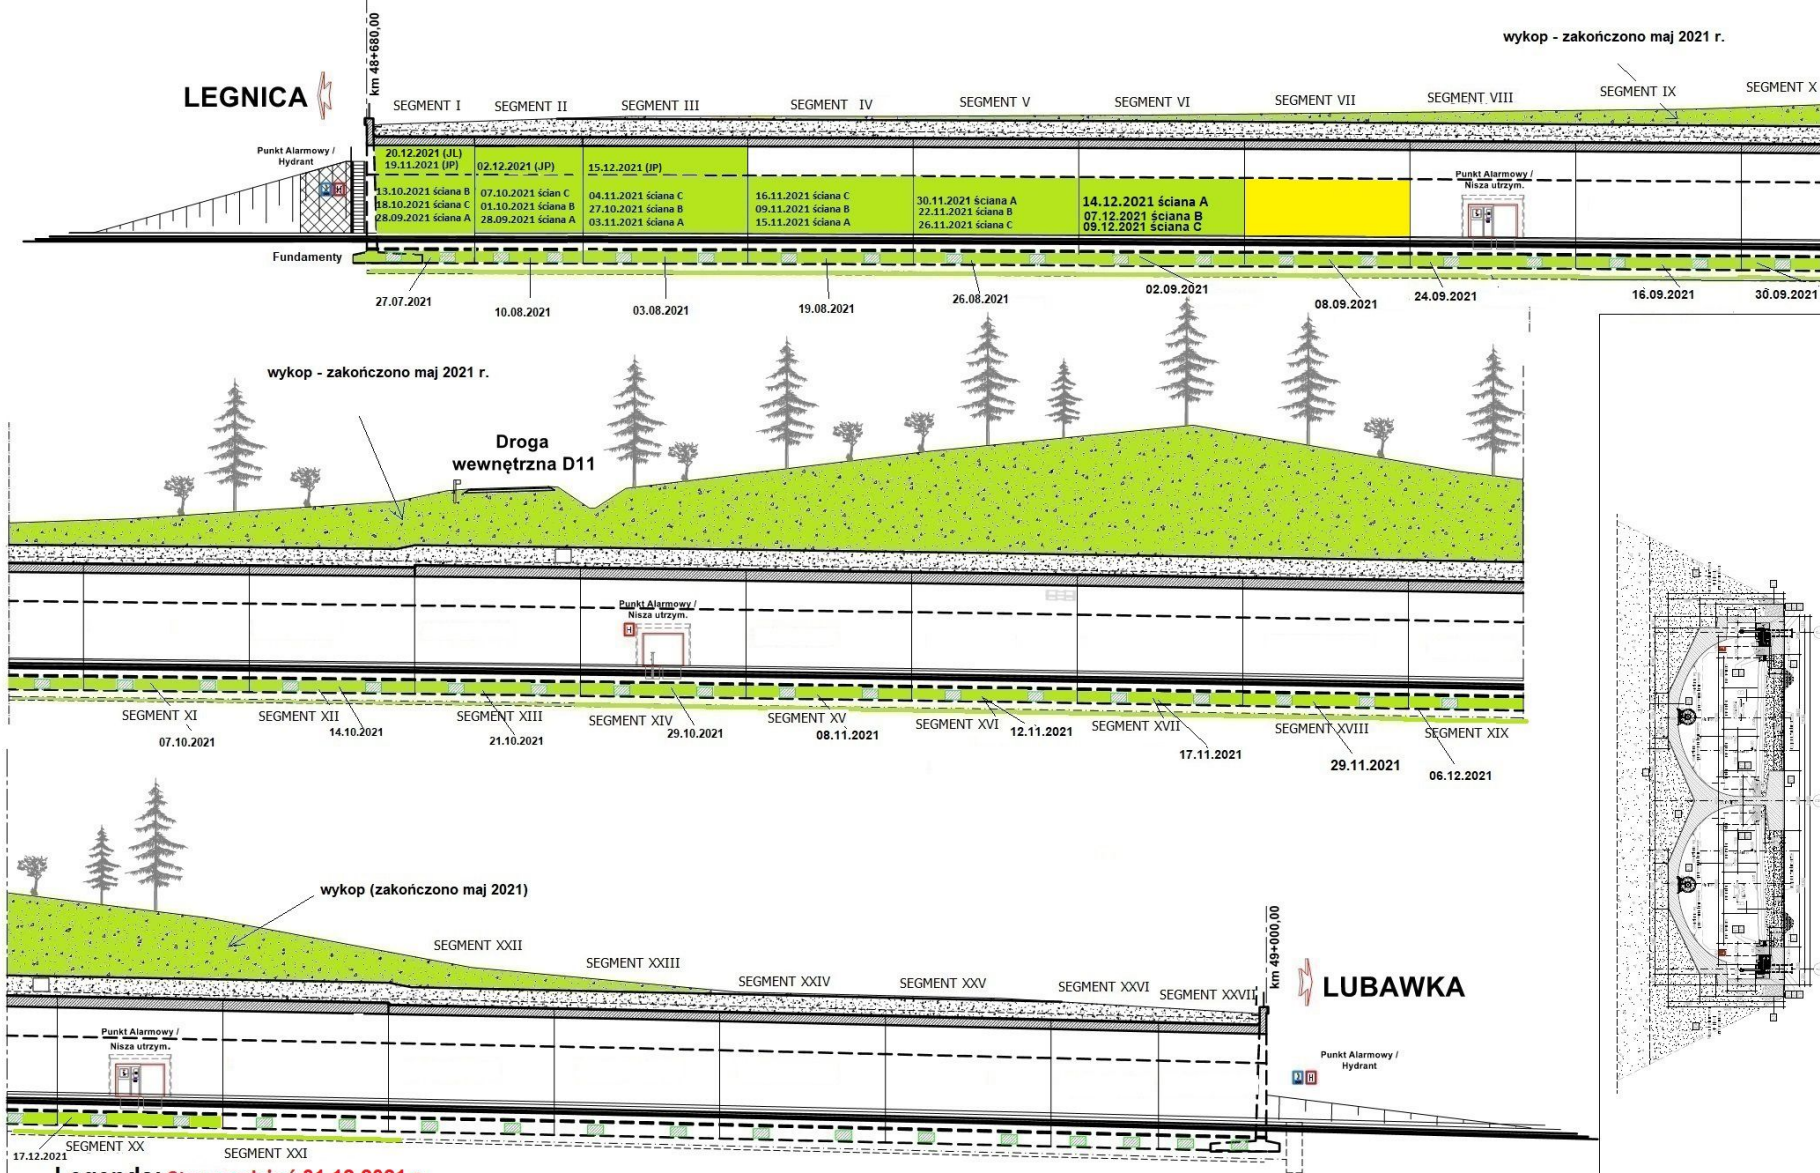 wykop - zakończono maj 2021 r.
km 48+680,00
LEGNICA
SEGMENT I
SEGMENT II
SEGMENT III
SEGMENT IV
SEGMENT V
SEGMENT VI
SEGMENT VII
SEGMENT VIII
SEGMENT IX
SEGMENT X
Punkt Alarmowy /
Hydrant
20.12.2021 (JL)
19.11.2021 (JP)
13.10.2021 ściana B
18.10.2021 ściana C
28.09.2021 ściana A
02.12.2021 (JP)
07.10.2021 ścian C
01.10.2021 ściana B
28.09.2021 ściana A
15.12.2021 (JP)
04.11.2021 ściana C
27.10.2021 ściana B
03.11.2021 ściana A
16.11.2021 ściana C
09.11.2021 ściana B
15.11.2021 ściana A
30.11.2021 ściana A
22.11.2021 ściana B
26.11.2021 ściana C
14.12.2021 ściana A
07.12.2021 ściana B
09.12.2021 ściana C
Punkt Alarmowy /
Nisza utrzym.
Fundamenty
27.07.2021
10.08.2021
03.08.2021
19.08.2021
26.08.2021
02.09.2021
08.09.2021
24.09.2021
16.09.2021
30.09.2021
wykop - zakończono maj 2021 r.
Droga
wewnętrzna D11
Punkt Alarmowy /
Nisza utrzym.
H
SEGMENT XI
SEGMENT XII
SEGMENT XIII
SEGMENT XIV
SEGMENT XV
SEGMENT XVI
SEGMENT XVII
SEGMENT XVIII
SEGMENT XIX
07.10.2021
14.10.2021
21.10.2021
29.10.2021
08.11.2021
12.11.2021
17.11.2021
29.11.2021
06.12.2021
wykop (zakończono maj 2021)
SEGMENT XXII
SEGMENT XXIII
SEGMENT XXIV
SEGMENT XXV
SEGMENT XXVI
SEGMENT XXVII
km 49+000,00
LUBAWKA
Punkt Alarmowy /
Nisza utrzym.
Punkt Alarmowy /
Hydrant
H
17.12.2021
SEGMENT XX
SEGMENT XXI